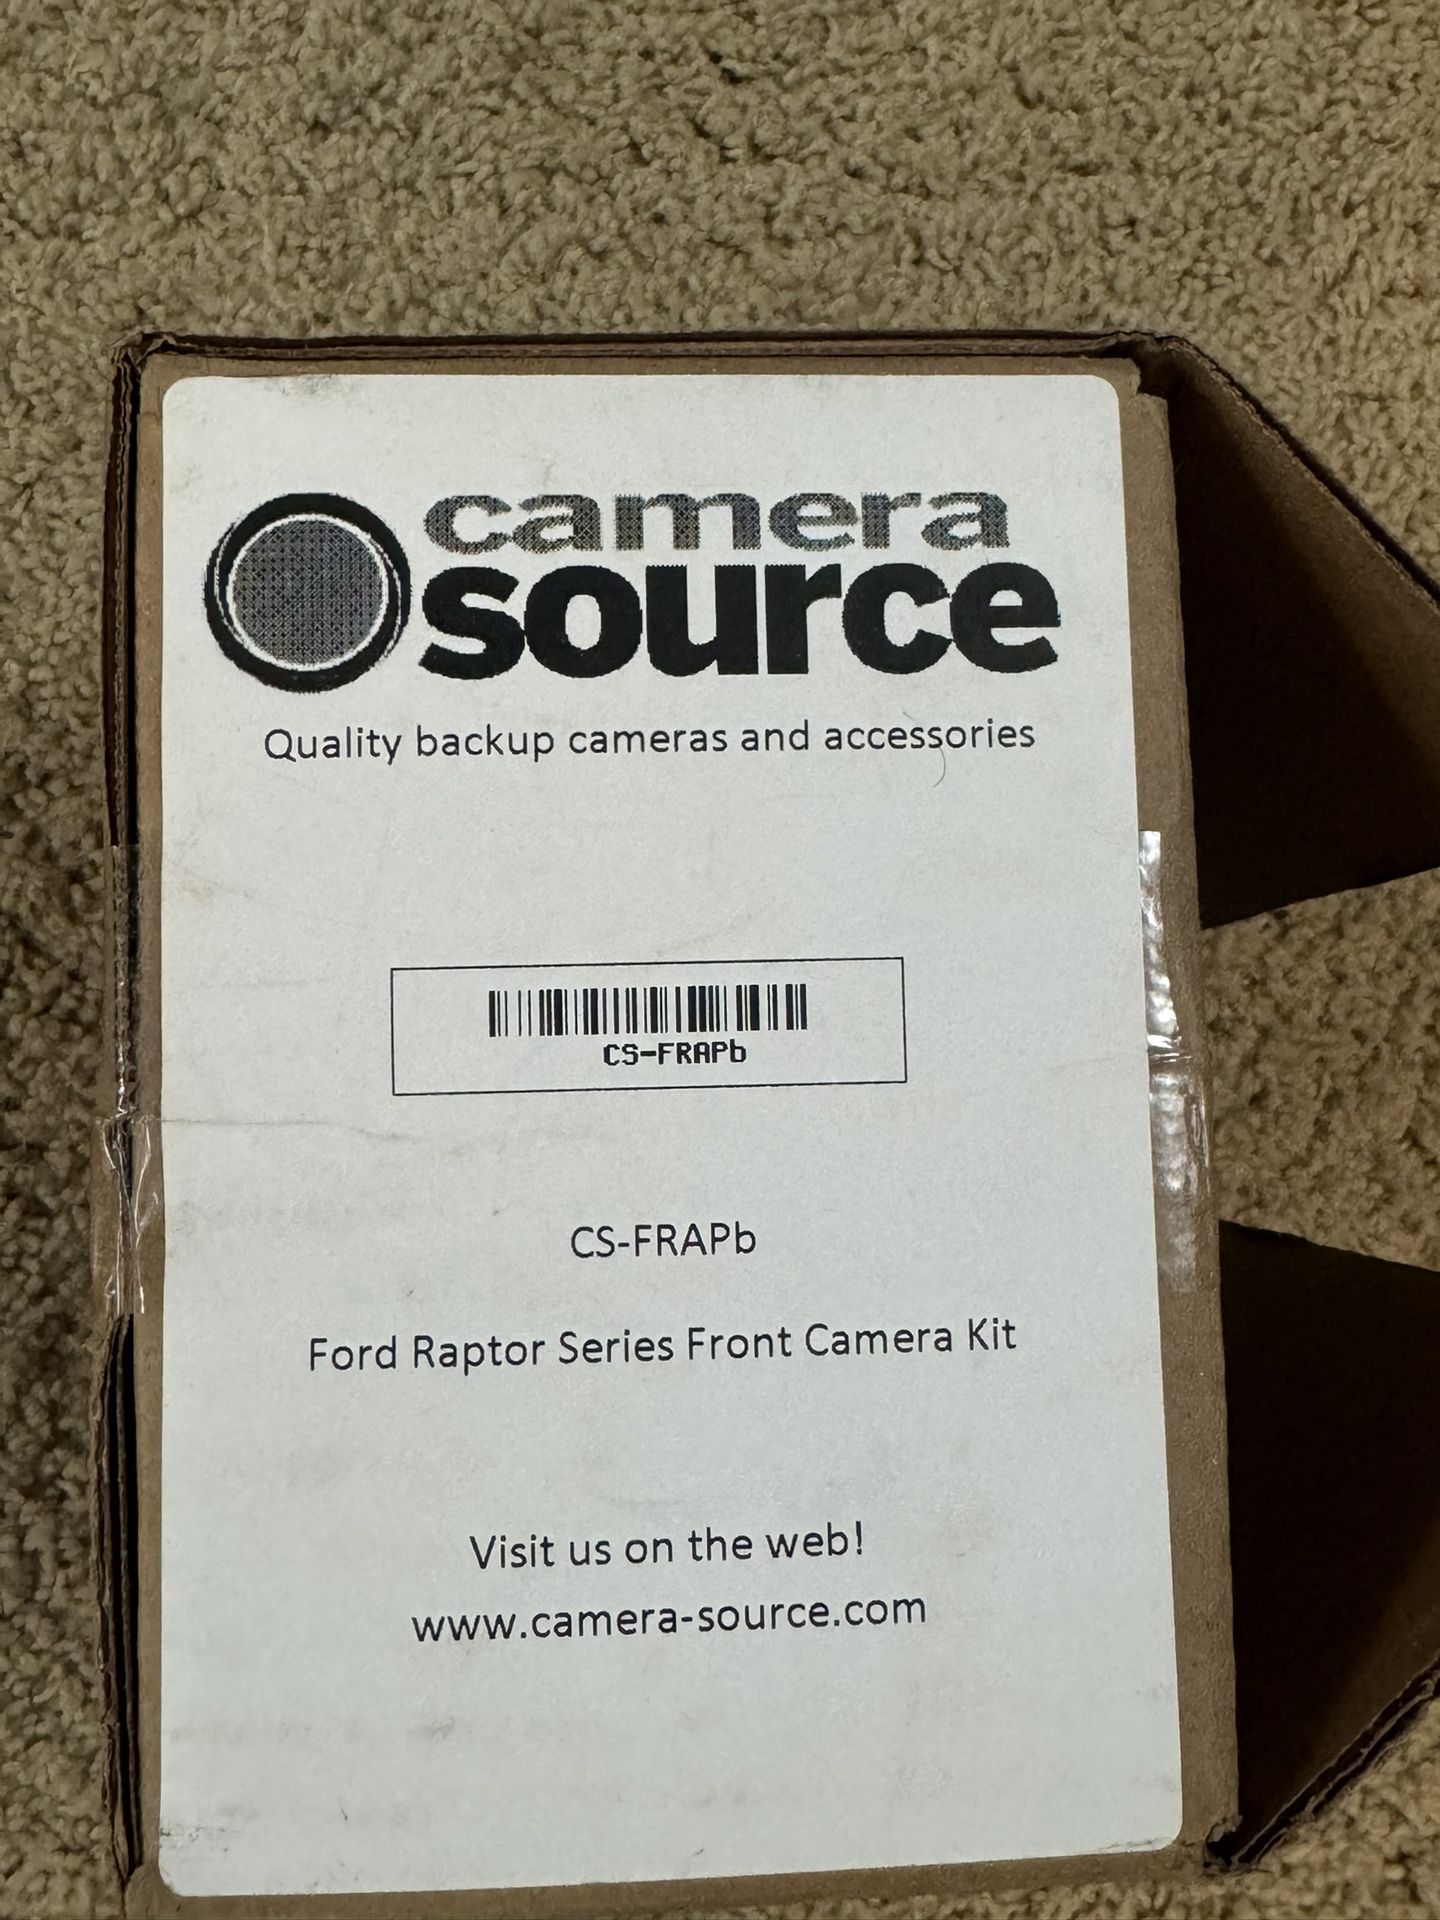 camera
source
Quality backup cameras and accessories
CS-FRAPb
CS-FRAPb
Ford Raptor Series Front Camera Kit
Visit us on the web!
www.camera-source.com